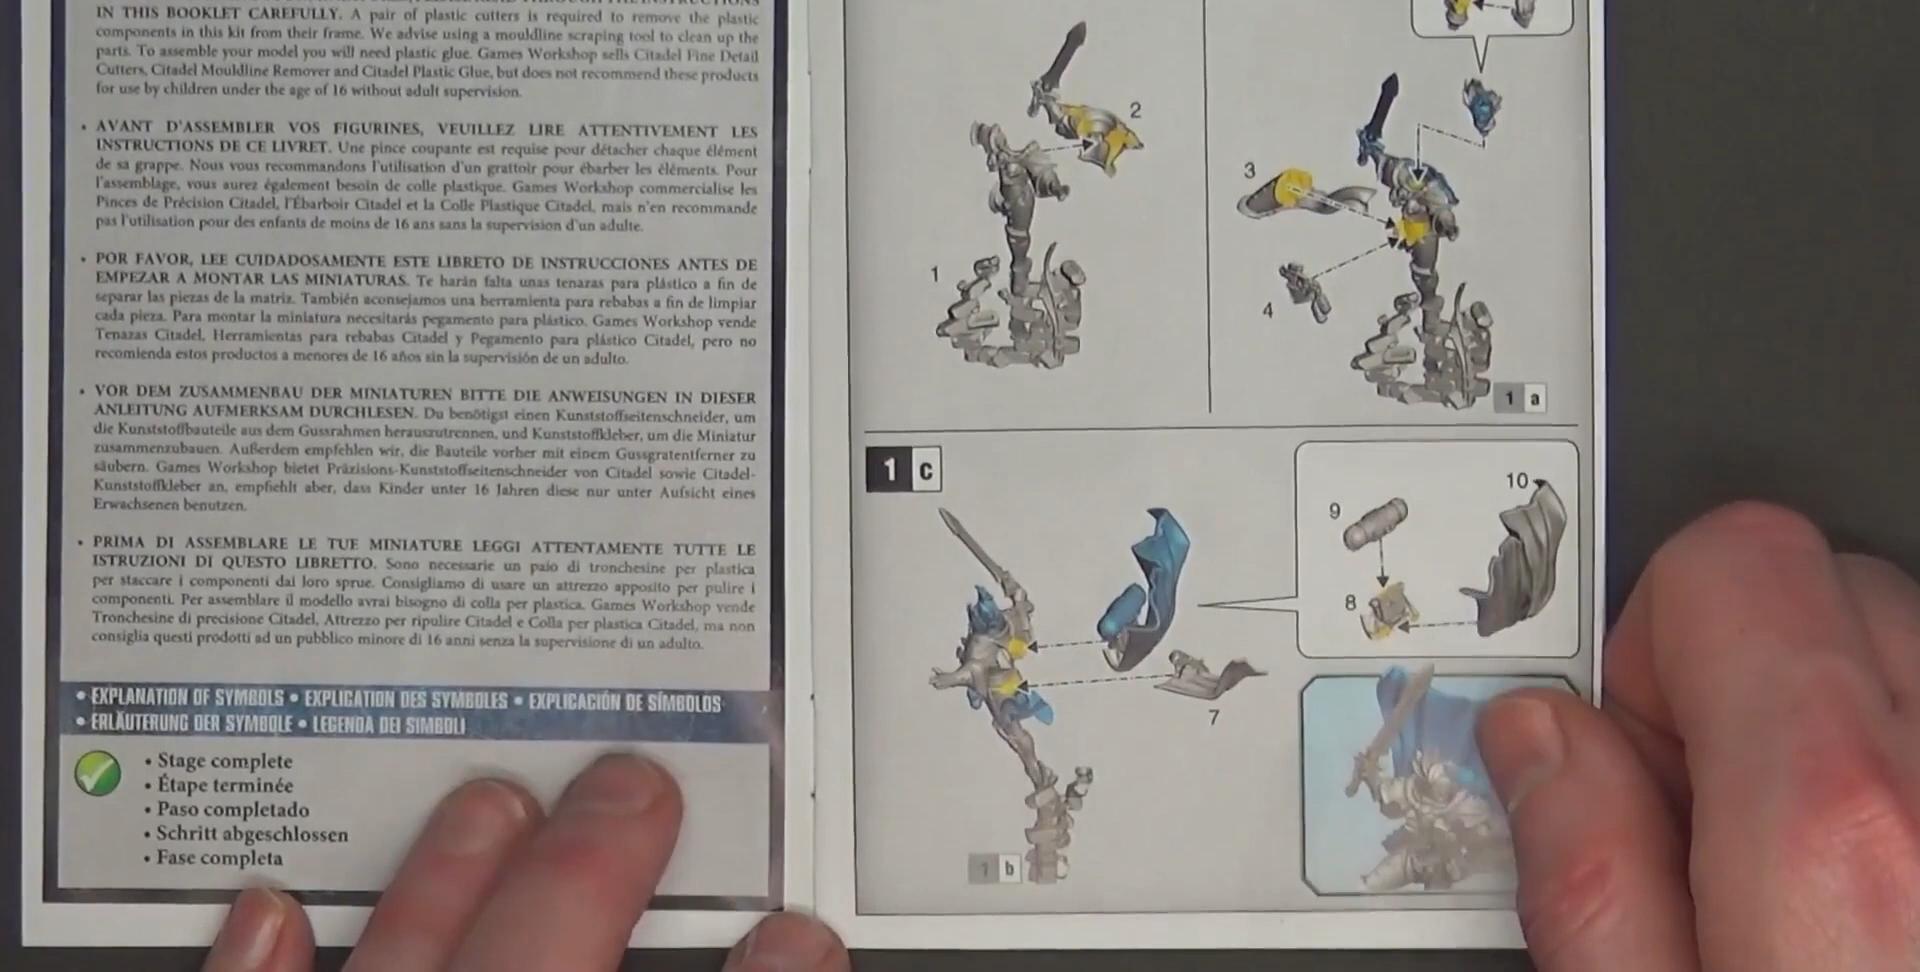 IN THIS BOOKLET CAREFULLY. A pair of plastic cutters is required to remove the plastic
components in this kit from their frame. We advise using a mouldline scraping tool to clean up the
parts. To assemble your model you will need plastic glue. Games Workshop sells Citadel Fine Detail
Cutters, Citadel Mouldline Remover and Citadel Plastic Glue, but does not recommend these products
for use by children under the age of 16 without adult supervision.
• AVANT D'ASSEMBLER VOS FIGURINES, VEUILLEZ LIRE ATTENTIVEMENT LES
INSTRUCTIONS DE CE LIVRET. Une pince coupante est requise pour détacher chaque élément
de sa grappe. Nous vous recommandons l'utilisation d'un grattoir pour ébarber les éléments. Pour
l'assemblage, vous aurez également besoin de colle plastique. Games Workshop commercialise les
Pinces de Précision Citadel, l'Ébarboir Citadel et la Colle Plastique Citadel, mais n'en recommande
pas l'utilisation pour des enfants de moins de 16 ans sans la supervision d'un adulte.
• POR FAVOR, LEE CUIDADOSAMENTE ESTE LIBRETO DE INSTRUCCIONES ANTES DE
EMPEZAR A MONTAR LAS MINIATURAS. Te harán falta unas tenazas para plástico a fin de
separar las piezas de la matriz. También aconsejamos una herramienta para rebabas a fin de limpiar
cada pieza. Para montar la miniatura necesitarás pegamento para plástico. Games Workshop vende
Tenazas Citadel, Herramientas para rebabas Citadel y Pegamento para plástico Citadel, pero no
recomienda estos productos a menores de 16 años sin la supervisión de un adulto.
• VOR DEM ZUSAMMENBAU DER MINIATUREN BITTE DIE ANWEISUNGEN IN DIESER
ANLEITUNG AUFMERKSAM DURCHLESEN. Du benötigst einen Kunststoffseitenschneider, um
die Kunststoffbauteile aus dem Gussrahmen herauszutrennen, und Kunststoffkleber, um die Miniatur
zusammenzubauen. Außerdem empfehlen wir, die Bauteile vorher mit einem Gussgratentferner zu
säubern. Games Workshop bietet Präzisions-Kunststoffseitenschneider von Citadel sowie Citadel-
Kunststoffkleber an, empfiehlt aber, dass Kinder unter 16 Jahren diese nur unter Aufsicht eines
Erwachsenen benutzen.
• PRIMA DI ASSEMBLARE LE TUE MINIATURE LEGGI ATTENTAMENTE TUTTE LE
ISTRUZIONI DI QUESTO LIBRETTO. Sono necessarie un paio di tronchesine per plastica
per staccare i componenti dai loro sprue. Consigliamo di usare un attrezzo apposito per pulire i
componenti. Per assemblare il modello avrai bisogno di colla per plastica. Games Workshop vende
Tronchesine di precisione Citadel, Attrezzo per ripulire Citadel e Colla per plastica Citadel, ma non
consiglia questi prodotti ad un pubblico minore di 16 anni senza la supervisione di un adulto.
• EXPLANATION OF SYMBOLS • EXPLICATION DES SYMBOLES • EXPLICACIÓN DE SÍMBOLOS
• ERLÄUTERUNG DER SYMBOLE • LEGENDA DEI SIMBOLI
• Stage complete
• Étape terminée
• Paso completado
• Schritt abgeschlossen
• Fase completa
2
1
3
4
1 a
1 c
9
10
8
7
1 b